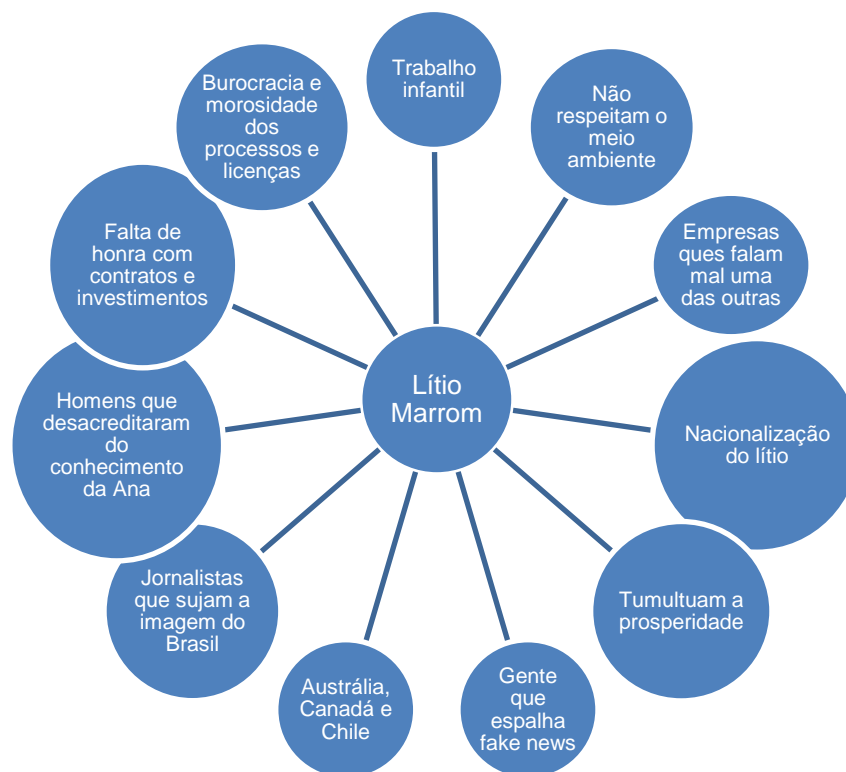 Lítio
Marrom
Trabalho
infantil
Não
respeitam o
meio
ambiente
Empresas
ques falam
mal uma
das outras
Nacionalização
do lítio
Tumultuam a
prosperidade
Gente
que
espalha
fake news
Austrália,
Canadá e
Chile
Jornalistas
que sujam a
imagem do
Brasil
Homens que
desacreditaram
do
conhecimento
da Ana
Falta de
honra com
contratos e
investimentos
Burocracia e
morosidade
dos
processos e
licenças